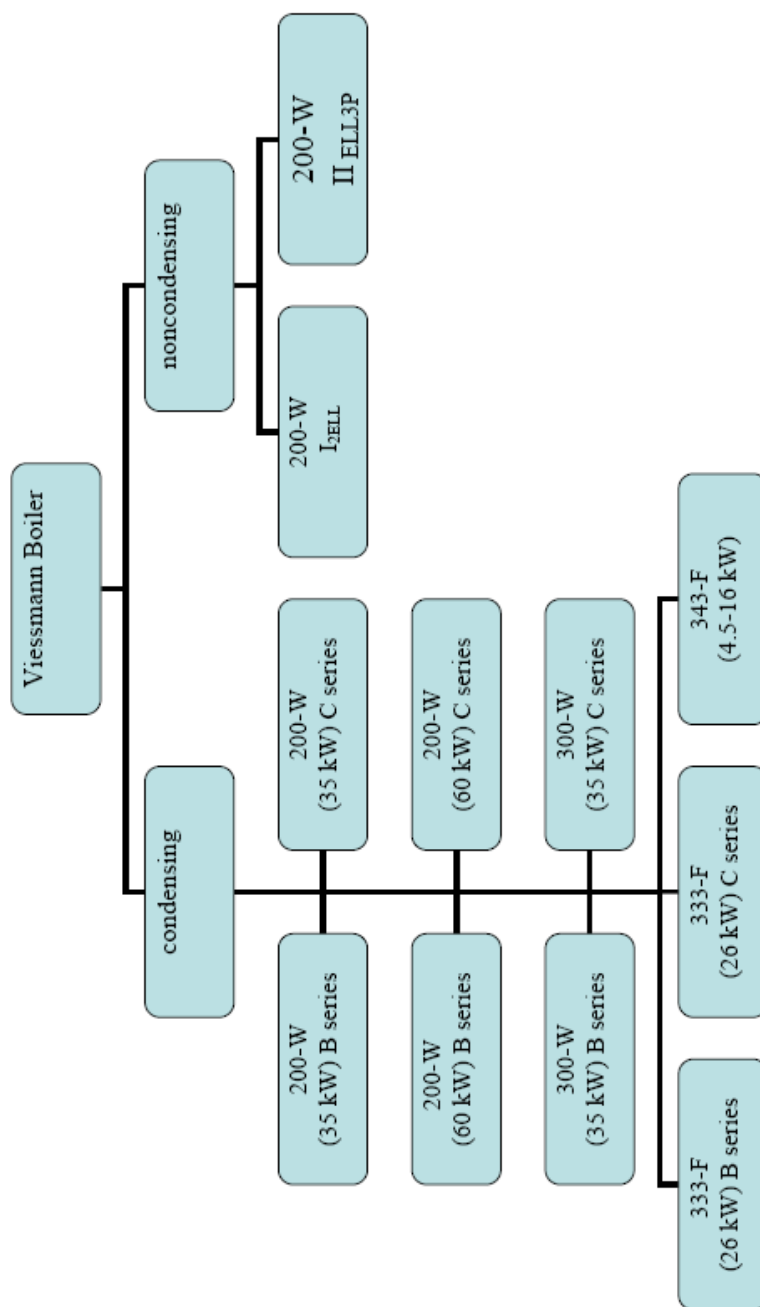 Viessmann Boiler
condensing
noncondensing
200-W
(35 kW) B series
200-W
(35 kW) C series
200-W
I2ELL
200-W
II ELL3P
200-W
(60 kW) B series
200-W
(60 kW) C series
300-W
(35 kW) B series
300-W
(35 kW) C series
333-F
(26 kW) B series
333-F
(26 kW) C series
343-F
(4.5-16 kW)